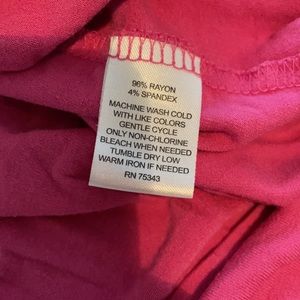 96% RAYON
4% SPANDEX
MACHINE WASH COLD
WITH LIKE COLORS
GENTLE CYCLE
ONLY NON-CHLORINE
BLEACH WHEN NEEDED
TUMBLE DRY LOW
WARM IRON IF NEEDED
RN 75343